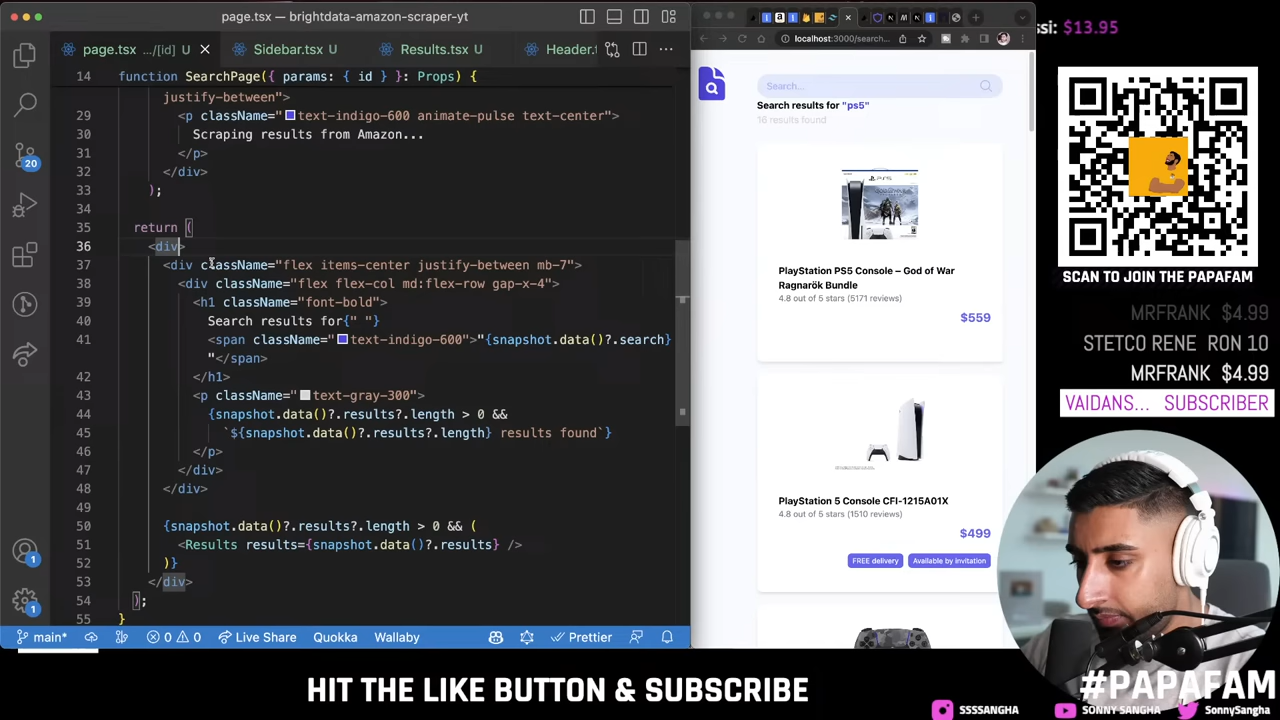 page.tsx — brightdata-amazon-scraper-yt
page.tsx .../[id] U
Sidebar.tsx U
Results.tsx U
Header.t
14 function SearchPage({ params: { id } }: Props) {
justify-between">
29 <p className="text-indigo-600 animate-pulse text-center">
30 Scraping results from Amazon...
31 </p>
32 </div>
33 );
34
35 return (
36 <div>
37 <div className="flex items-center justify-between mb-7">
38 <div className="flex flex-col md:flex-row gap-x-4">
39 <h1 className="font-bold">
40 Search results for{" "}
41 <span className="text-indigo-600">"{snapshot.data()?.search}
"</span>
42 </h1>
43 <p className="text-gray-300">
44 {snapshot.data()?.results?.length > 0 &&
45 `${snapshot.data()?.results?.length} results found`}
46 </p>
47 </div>
48 </div>
49
50 {snapshot.data()?.results?.length > 0 && (
51 <Results results={snapshot.data()?.results} />
52 )}
53 </div>
54 );
55 }
20
1
1
main*
0 0
Live Share
Quokka
Wallaby
Prettier
localhost:3000/search...
Search...
Search results for "ps5"
16 results found
PlayStation PS5 Console – God of War
Ragnarök Bundle
4.8 out of 5 stars (5171 reviews)
$559
PlayStation 5 Console CFI-1215A01X
4.8 out of 5 stars (1510 reviews)
$499
FREE delivery
Available by invitation
ssi: $13.95
SCAN TO JOIN THE PAPAFAM
MRFRANK $4.99
STETCO RENE RON 10
MRFRANK $4.99
VAIDANS... SUBSCRIBER
HIT THE LIKE BUTTON & SUBSCRIBE
#PAPAFAM
SSSSANGHA
SONNY SANGHA
SonnySangha